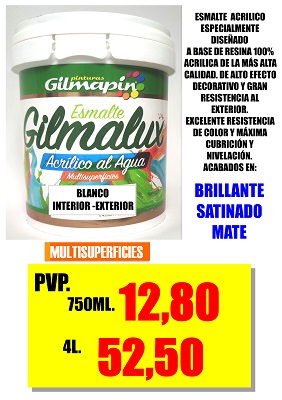 pinturas
Gilmapin
Esmalte
Gilmalux
Acrílico al Agua
Multisuperficies
BLANCO
INTERIOR -EXTERIOR
ESMALTE ACRILICO
ESPECIALMENTE
DISEÑADO
A BASE DE RESINA 100%
ACRILICA DE LA MÁS ALTA
CALIDAD. DE ALTO EFECTO
DECORATIVO Y GRAN
RESISTENCIA AL
EXTERIOR.
EXCELENTE RESISTENCIA
DE COLOR Y MÁXIMA
CUBRICIÓN Y
NIVELACIÓN.
ACABADOS EN:
BRILLANTE
SATINADO
MATE
MULTISUPERFICIES
PVP.
750ML. 12,80
4L. 52,50